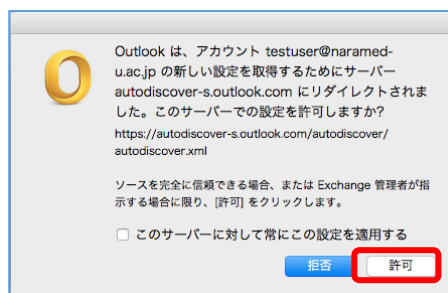 Outlook は、アカウント testuser@naramed-
u.ac.jp の新しい設定を取得するためにサーバー
autodiscover-s.outlook.com にリダイレクトされま
した。このサーバーでの設定を許可しますか?
https://autodiscover-s.outlook.com/autodiscover/
autodiscover.xml
ソースを完全に信頼できる場合、または Exchange 管理者が指
示する場合に限り、[許可] をクリックします。
このサーバーに対して常にこの設定を適用する
拒否 許可